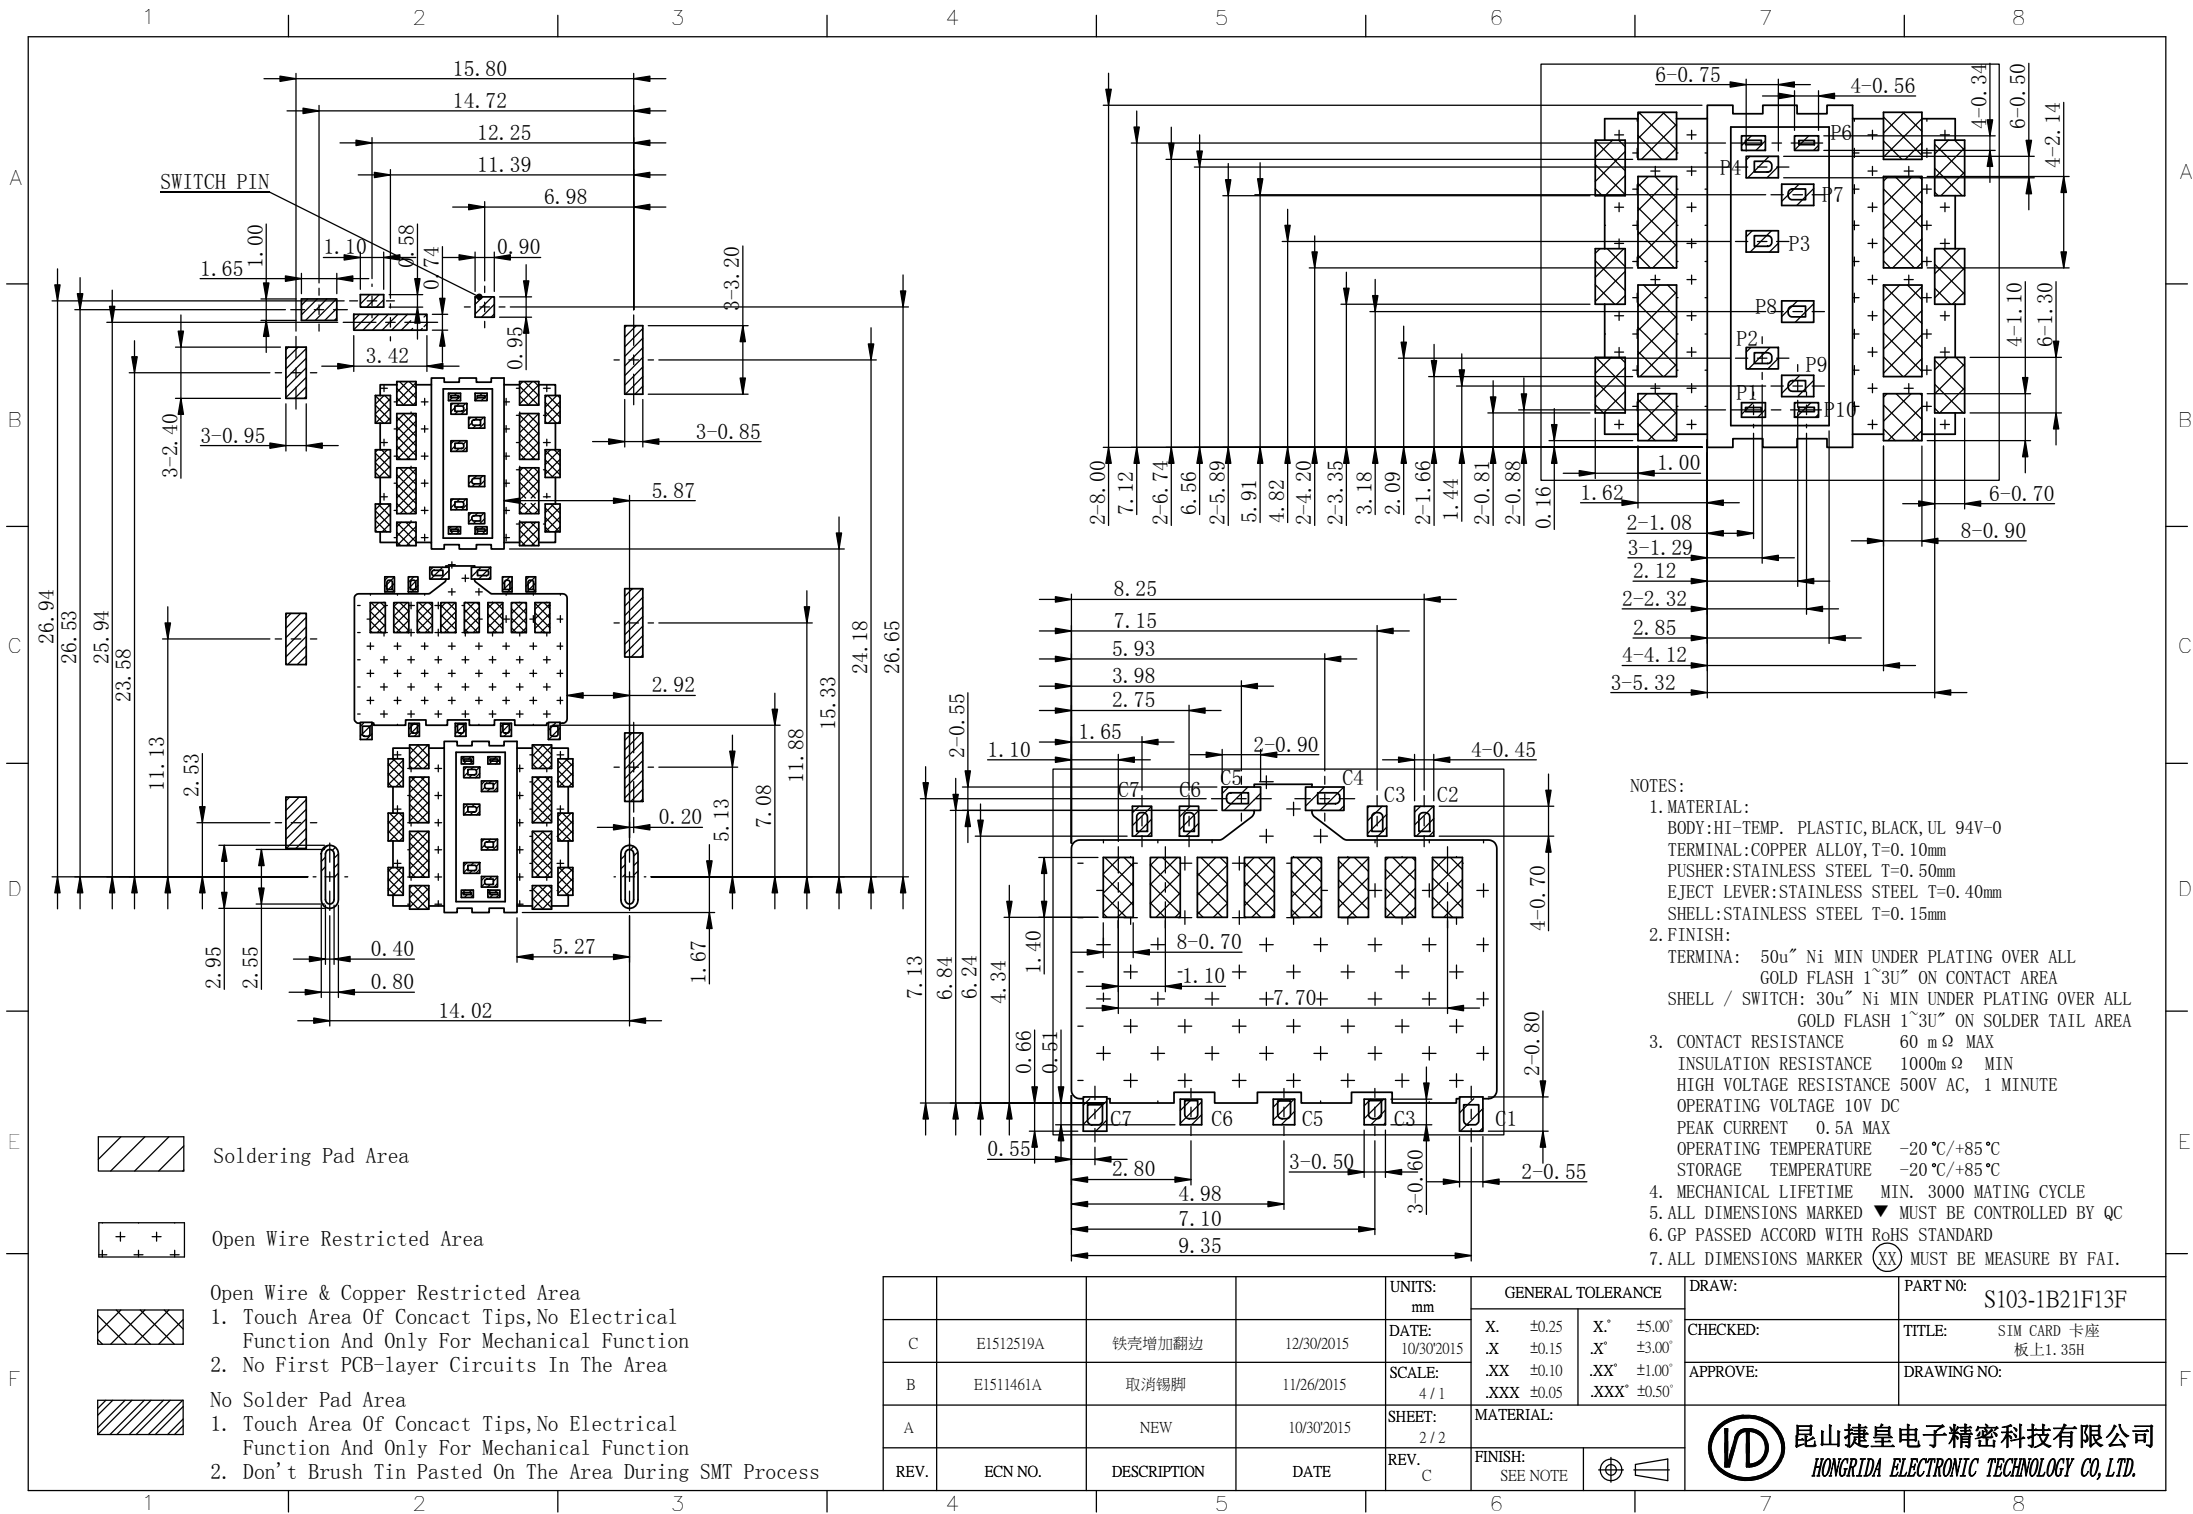 1 2 3 4 5 6 7 8
A
B
C
D
E
F
15.80
14.72
12.25
11.39
6.98
SWITCH PIN
1.00
1.10
0.58
0.74
0.90
1.65
3-3.20
3.42
0.95
3-2.40
3-0.95
3-0.85
5.87
26.94
26.53
25.94
23.58
11.13
2.53
2.92
15.33
24.18
26.65
11.88
7.08
5.13
0.20
2.95
2.55
0.40
0.80
5.27
1.67
14.02
6-0.75
4-0.56
4-0.34
6-0.50
4-2.14
P6
P4
P7
P3
P8
P2
P9
P1
P10
4-1.10
6-1.30
2-8.00
7.12
2-6.74
6.56
2-5.89
5.91
4.82
2-4.20
2-3.35
3.18
2.09
2-1.66
1.44
2-0.81
2-0.88
0.16
1.00
1.62
6-0.70
2-1.08
8-0.90
3-1.29
2.12
2-2.32
2.85
4-4.12
3-5.32
8.25
7.15
5.93
3.98
2.75
2-0.55
1.65
1.10
2-0.90
4-0.45
C7
C6
C5
C4
C3
C2
4-0.70
1.40
8-0.70
1.10
7.70
7.13
6.84
6.24
4.34
0.66
0.51
2-0.80
C7
C6
C5
C3
C1
0.55
2.80
3-0.50
3-0.60
2-0.55
4.98
7.10
9.35
NOTES:
1.MATERIAL:
BODY:HI-TEMP. PLASTIC,BLACK,UL 94V-0
TERMINAL:COPPER ALLOY,T=0.10mm
PUSHER:STAINLESS STEEL T=0.50mm
EJECT LEVER:STAINLESS STEEL T=0.40mm
SHELL:STAINLESS STEEL T=0.15mm
2.FINISH:
TERMINA: 50u″ Ni MIN UNDER PLATING OVER ALL
GOLD FLASH 1~3U″ ON CONTACT AREA
SHELL / SWITCH: 30u″ Ni MIN UNDER PLATING OVER ALL
GOLD FLASH 1~3U″ ON SOLDER TAIL AREA
3. CONTACT RESISTANCE 60 mΩ MAX
INSULATION RESISTANCE 1000mΩ MIN
HIGH VOLTAGE RESISTANCE 500V AC, 1 MINUTE
OPERATING VOLTAGE 10V DC
PEAK CURRENT 0.5A MAX
OPERATING TEMPERATURE -20℃/+85℃
STORAGE TEMPERATURE -20℃/+85℃
4. MECHANICAL LIFETIME MIN. 3000 MATING CYCLE
5.ALL DIMENSIONS MARKED ▼ MUST BE CONTROLLED BY QC
6.GP PASSED ACCORD WITH RoHS STANDARD
7.ALL DIMENSIONS MARKER XX MUST BE MEASURE BY FAI.
Soldering Pad Area
Open Wire Restricted Area
Open Wire & Copper Restricted Area
1. Touch Area Of Concact Tips,No Electrical
Function And Only For Mechanical Function
2. No First PCB-layer Circuits In The Area
No Solder Pad Area
1. Touch Area Of Concact Tips,No Electrical
Function And Only For Mechanical Function
2. Don't Brush Tin Pasted On The Area During SMT Process
C E1512519A 铁壳增加翻边 12/30/2015
B E1511461A 取消锡脚 11/26/2015
A NEW 10/30'2015
REV. ECN NO. DESCRIPTION DATE
UNITS:
mm
DATE:
10/30'2015
SCALE:
4 / 1
SHEET:
2 / 2
REV.
C
GENERAL TOLERANCE
X. ±0.25 X.° ±5.00°
.X ±0.15 .X° ±3.00°
.XX ±0.10 .XX° ±1.00°
.XXX ±0.05 .XXX° ±0.50°
MATERIAL:
FINISH:
SEE NOTE
DRAW:
CHECKED:
APPROVE:
PART N0:
S103-1B21F13F
TITLE: SIM CARD 卡座
板上1.35H
DRAWING NO:
昆山捷皇电子精密科技有限公司
HONGRIDA ELECTRONIC TECHNOLOGY CO,LTD.
A
B
C
D
E
F
1 2 3 4 5 6 7 8